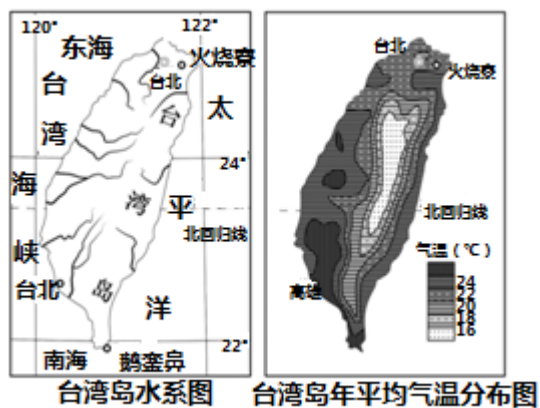 120°
122°
东海
火烧寮
台北
台湾海峡
台湾岛
太平洋
24°
北回归线
台北
22°
南海
鹅銮鼻
台湾岛水系图
台北
火烧寮
北回归线
气温（℃）
24
22
20
18
16
高雄
台湾岛年平均气温分布图